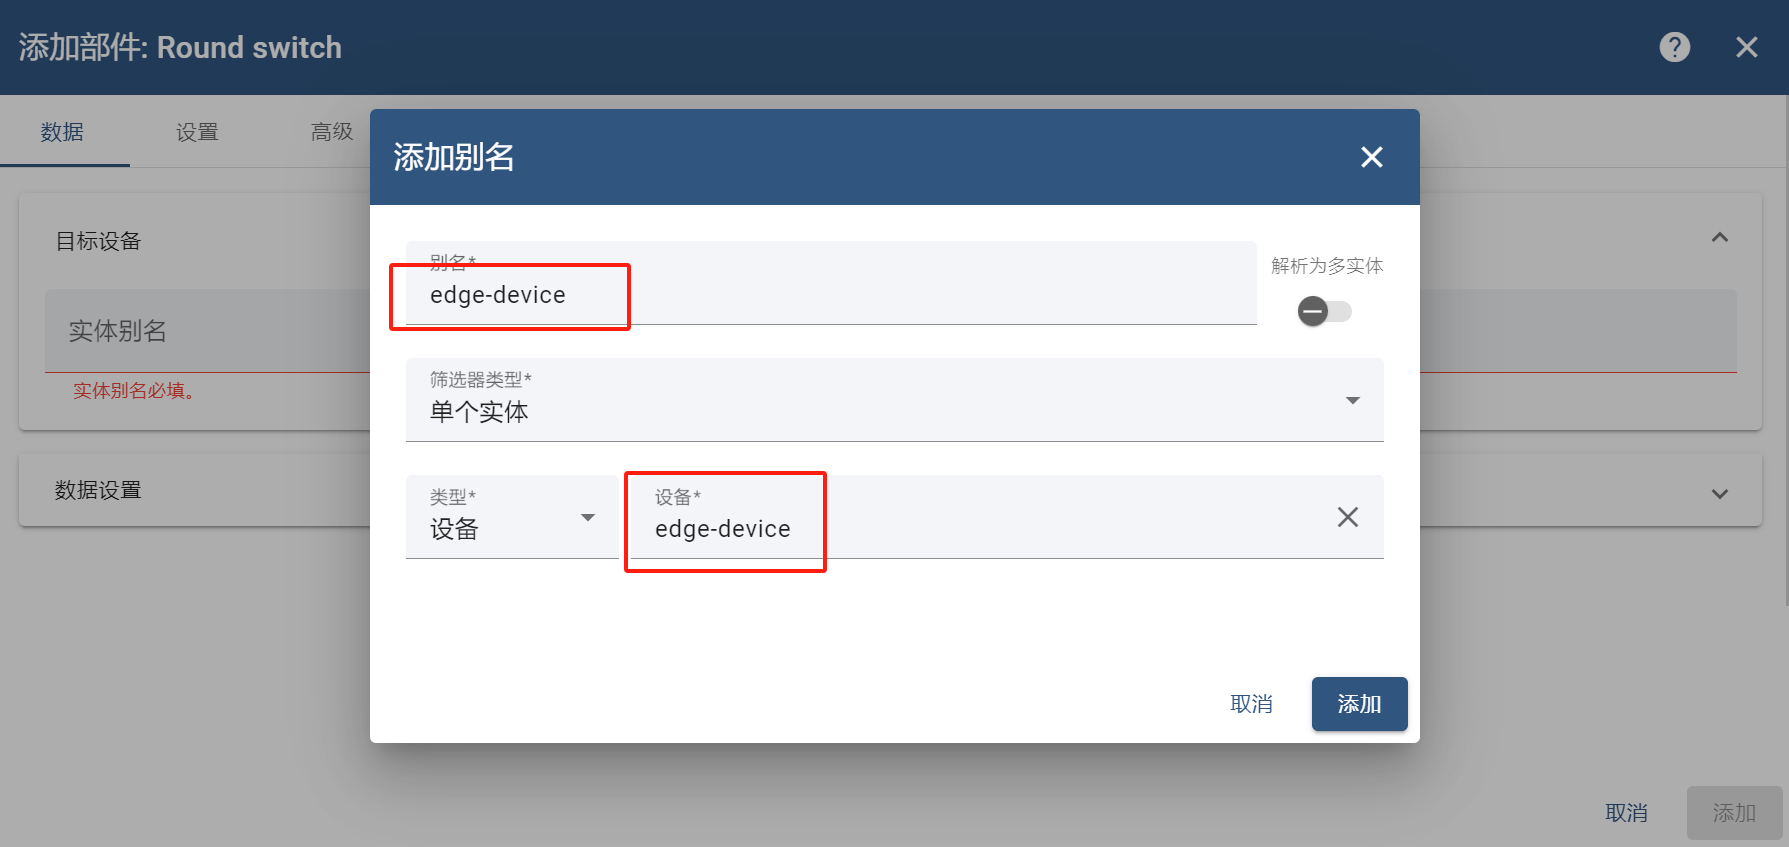 添加部件: Round switch
数据 设置 高级
添加别名
目标设备
别名*
edge-device
解析为多实体
实体别名
实体别名必填。
筛选器类型*
单个实体
数据设置
类型*
设备
设备*
edge-device
取消 添加
取消 添加